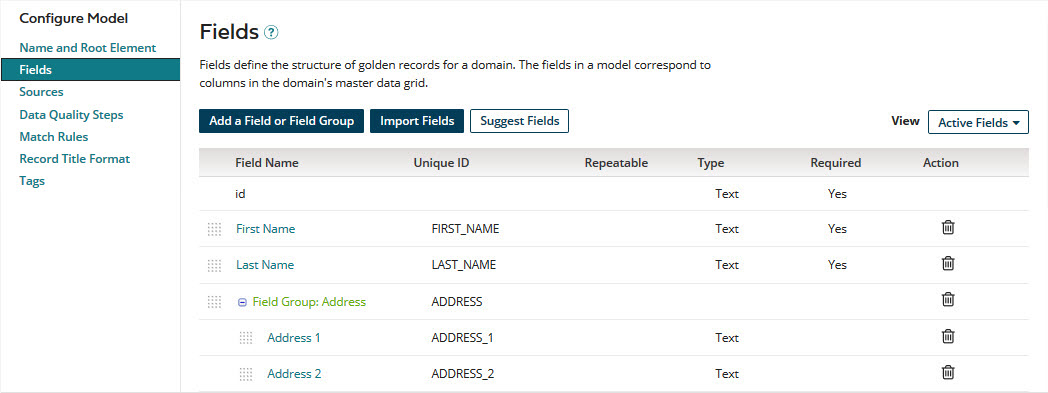 Configure Model
Name and Root Element
Fields
Sources
Data Quality Steps
Match Rules
Record Title Format
Tags
Fields ?
Fields define the structure of golden records for a domain. The fields in a model correspond to
columns in the domain's master data grid.
Add a Field or Field Group Import Fields Suggest Fields View Active Fields
Field Name Unique ID Repeatable Type Required Action
id Text Yes
First Name FIRST_NAME Text Yes
Last Name LAST_NAME Text Yes
Field Group: Address ADDRESS
Address 1 ADDRESS_1 Text
Address 2 ADDRESS_2 Text